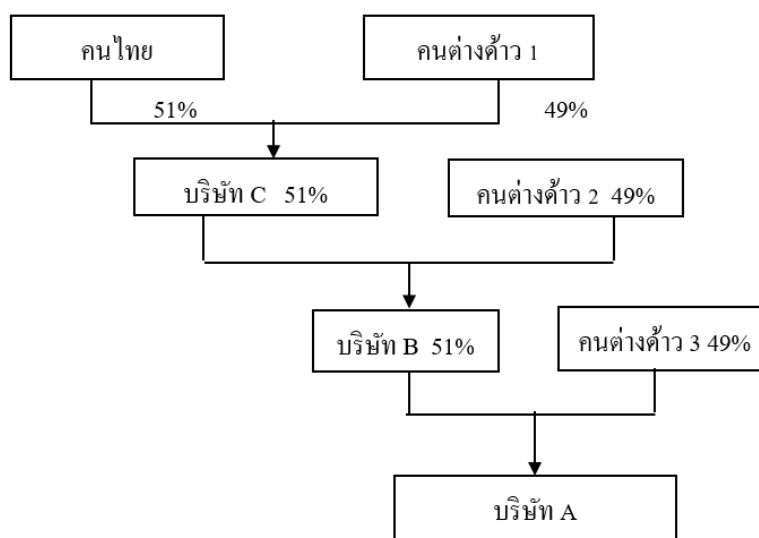 คนไทย
คนต่างด้าว 1
51%
49%
บริษัท C 51%
คนต่างด้าว 2 49%
บริษัท B 51%
คนต่างด้าว 3 49%
บริษัท A